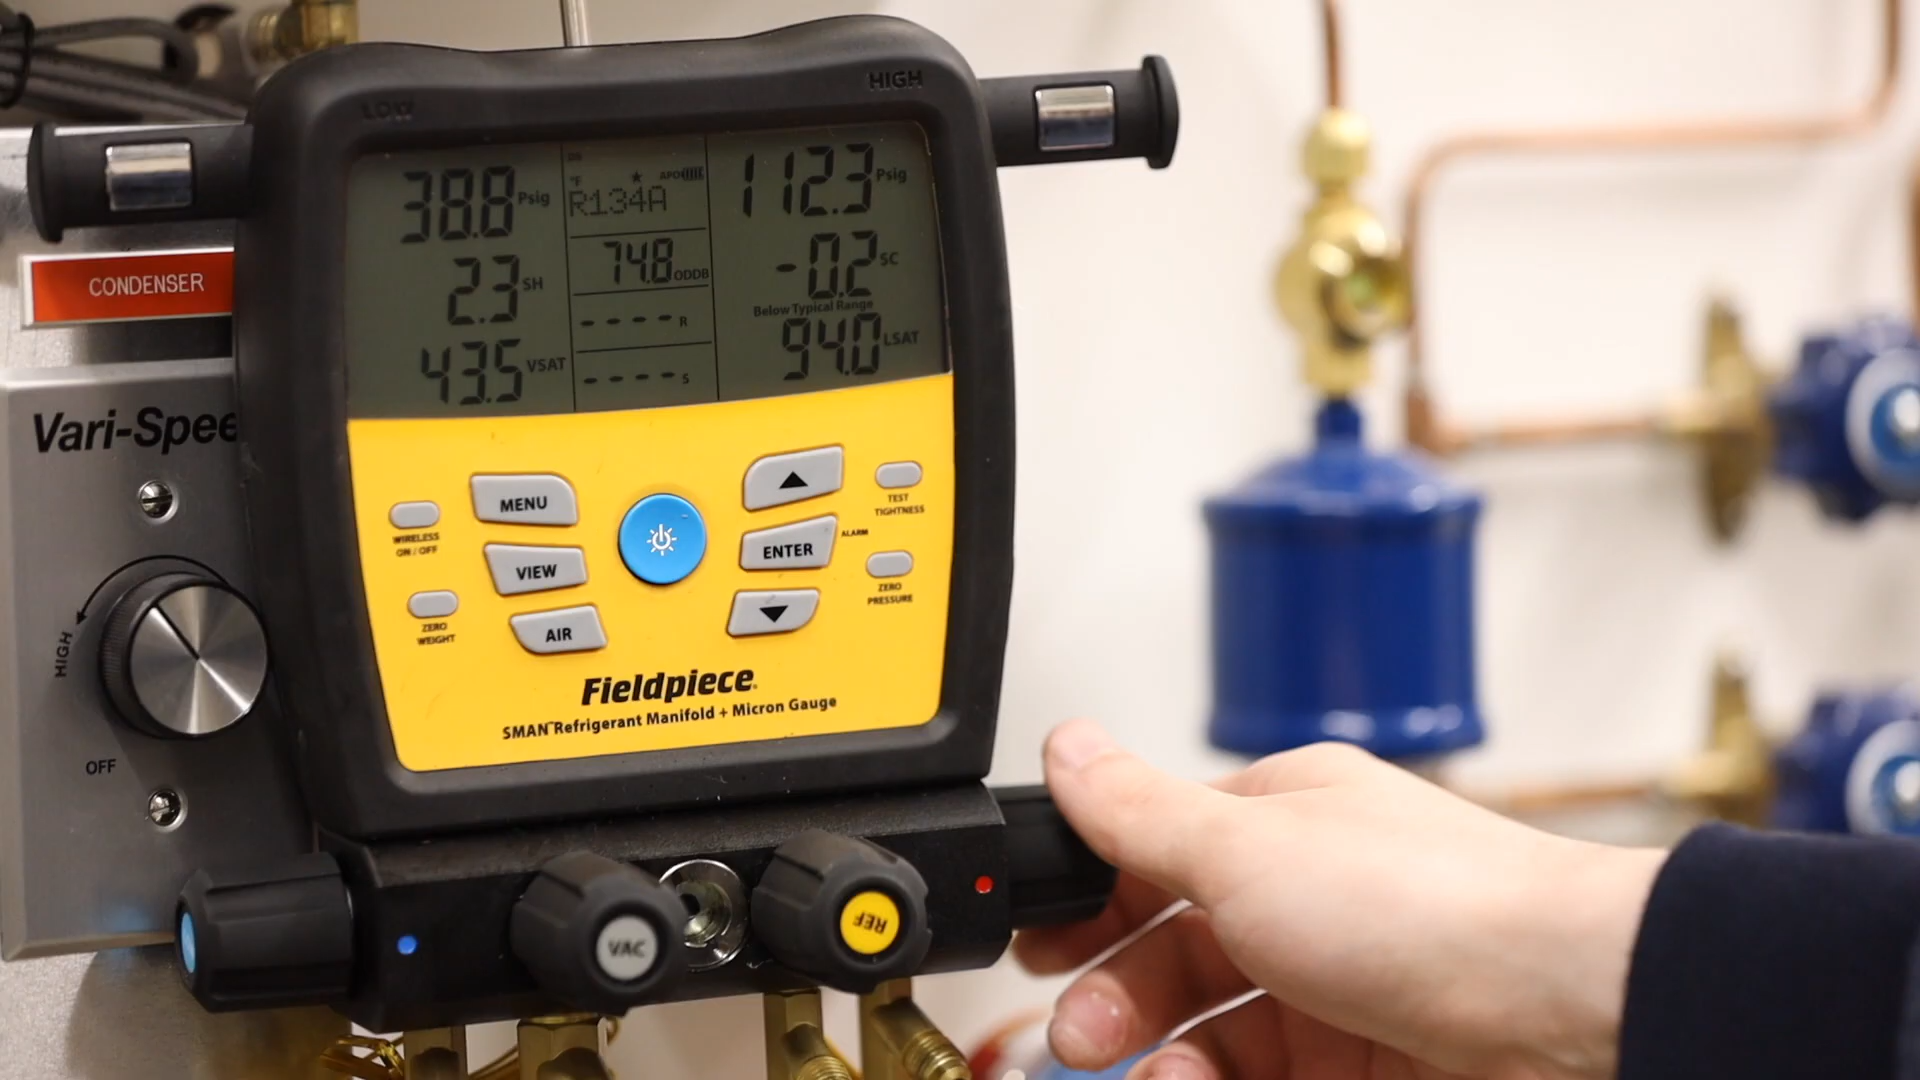 LOW
HIGH
38.8 Psig
°F
APO
R134A
112.3 Psig
2.3 SH
74.8 ODDB
-0.2 SC
Below Typical Range
---- R
43.5 VSAT
---- S
94.0 LSAT
CONDENSER
Vari-Spee
HIGH
OFF
WIRELESS
ON / OFF
MENU
VIEW
AIR
ZERO
WEIGHT
ENTER
ALARM
TEST
TIGHTNESS
ZERO
PRESSURE
Fieldpiece
SMAN™ Refrigerant Manifold + Micron Gauge
VAC
REF